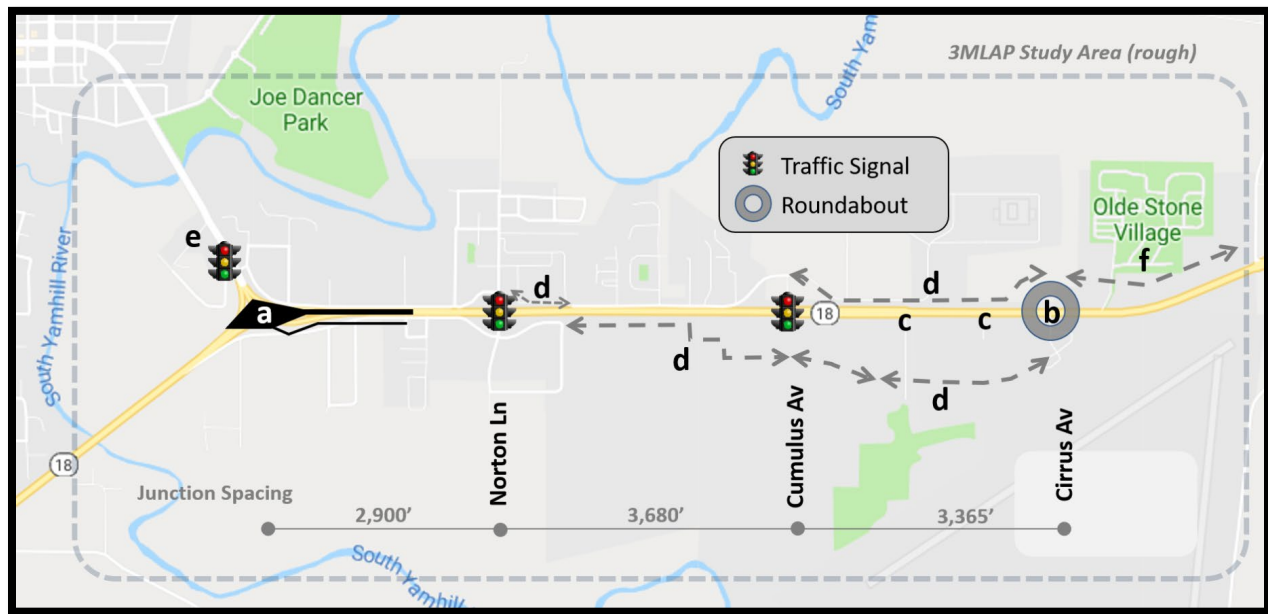 3MLAP Study Area (rough)
South Yam
Joe Dancer
Park
Traffic Signal
Roundabout
Olde Stone
Village
e
f
d
d
a
18
c
c
b
d
d
South Yamhill River
18
Norton Ln
Cumulus Av
Cirrus Av
Junction Spacing
2,900’
3,680’
3,365’
South Yamhill